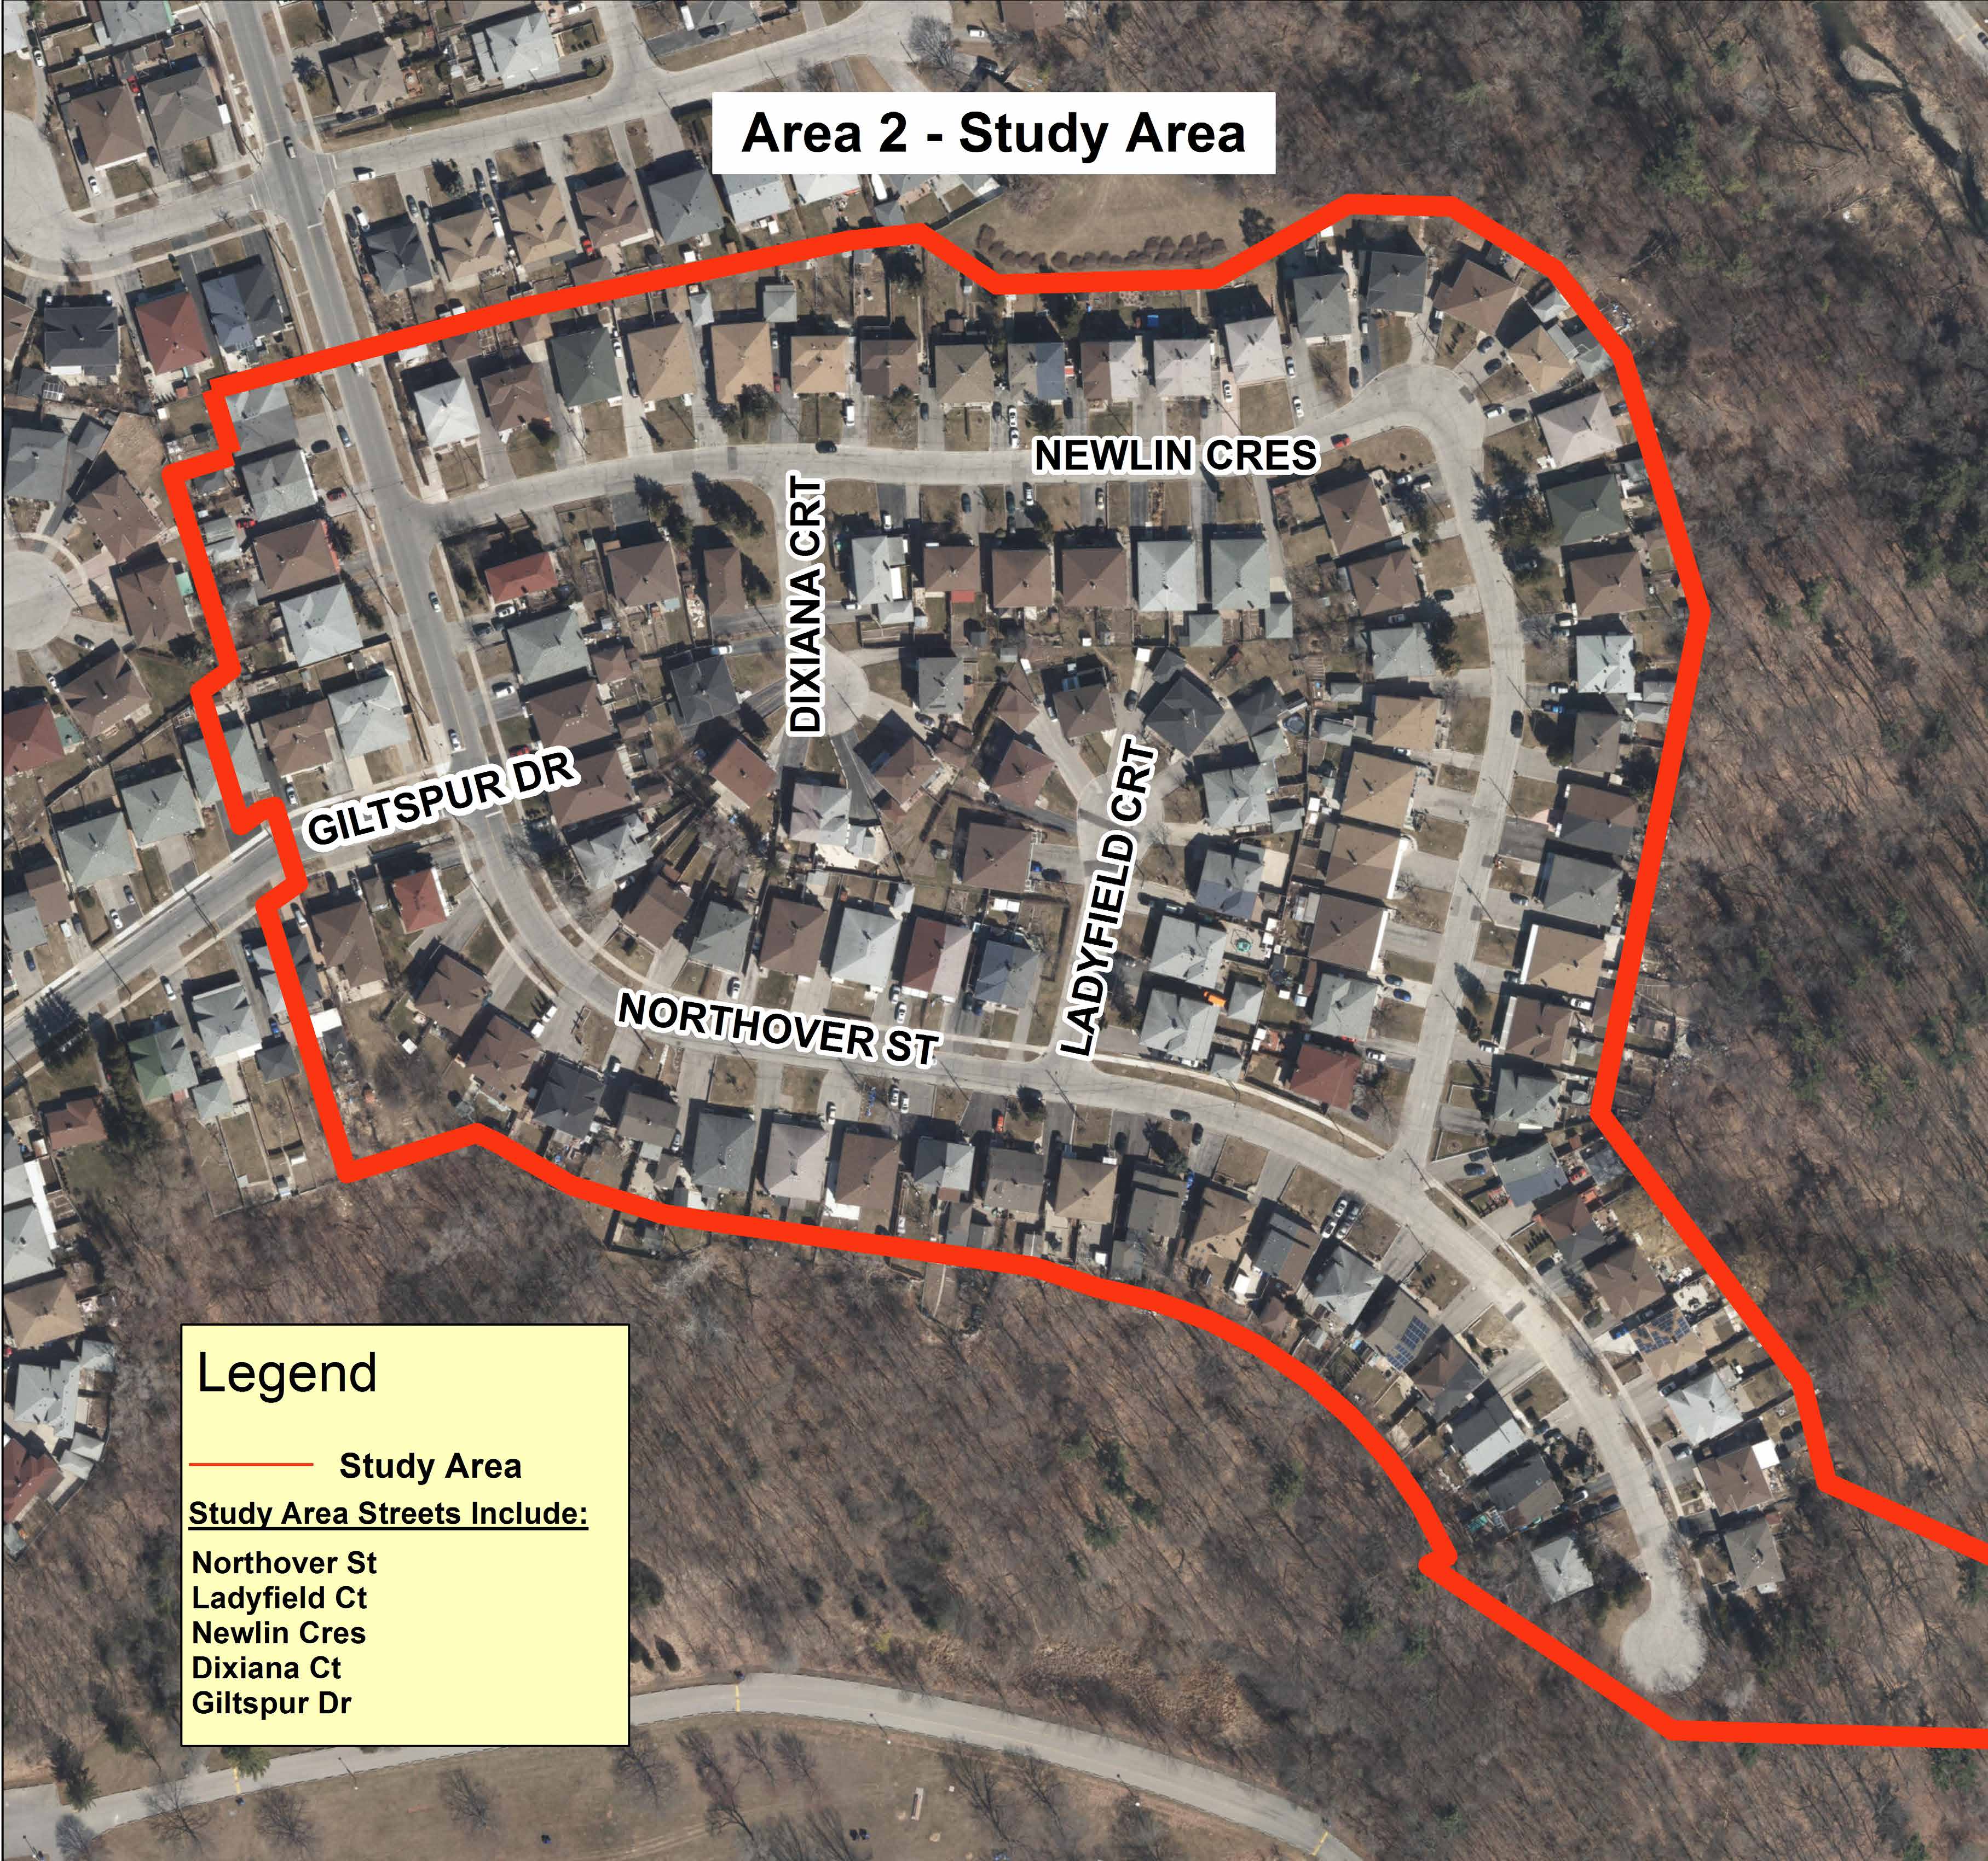 Area 2 - Study Area
NEWLIN CRES
DIXIANA CRT
GILTSPUR DR
LADYFIELD CRT
NORTHOVER ST
Legend
Study Area
Study Area Streets Include:
Northover St
Ladyfield Ct
Newlin Cres
Dixiana Ct
Giltspur Dr